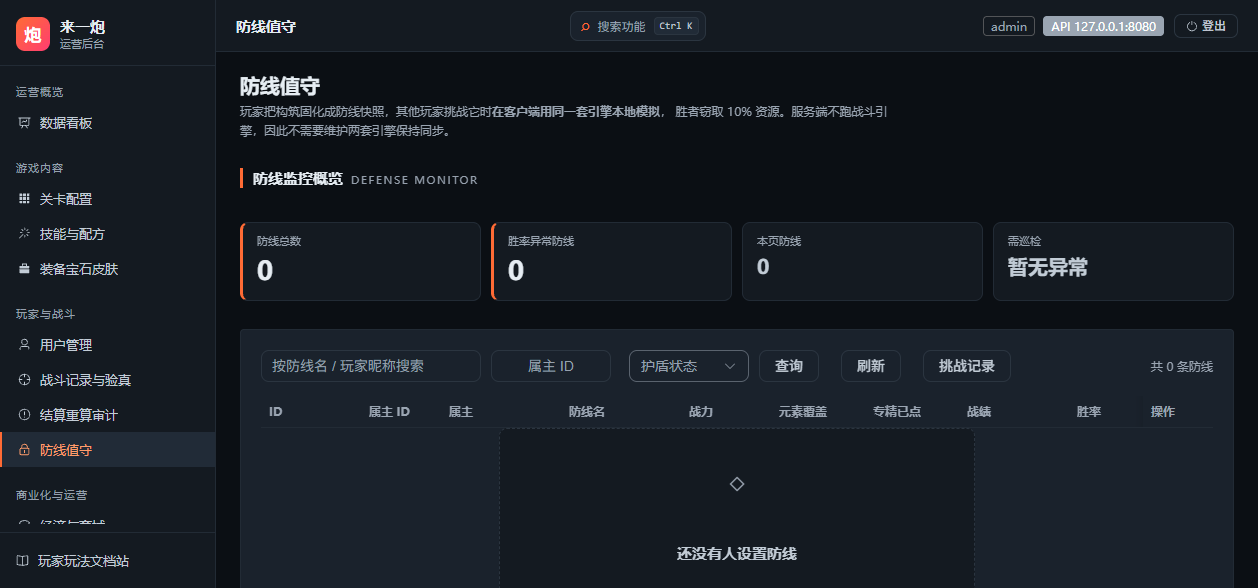 炮
来一炮
运营后台
防线值守
搜索功能 Ctrl K
admin
API 127.0.0.1:8080
登出
运营概览
数据看板
游戏内容
关卡配置
技能与配方
装备宝石皮肤
玩家与战斗
用户管理
战斗记录与验真
结算重算审计
防线值守
商业化与运营
经济与商城
玩家玩法文档站
防线值守
玩家把构筑固化成防线快照，其他玩家挑战它时在客户端用同一套引擎本地模拟， 胜者窃取 10% 资源。服务端不跑战斗引
擎，因此不需要维护两套引擎保持同步。
防线监控概览 DEFENSE MONITOR
防线总数
0
胜率异常防线
0
本页防线
0
需巡检
暂无异常
按防线名 / 玩家昵称搜索
属主 ID
护盾状态
查询
刷新
挑战记录
共 0 条防线
ID 属主 ID 属主 防线名 战力 元素覆盖 专精已点 战绩 胜率 操作
还没有人设置防线